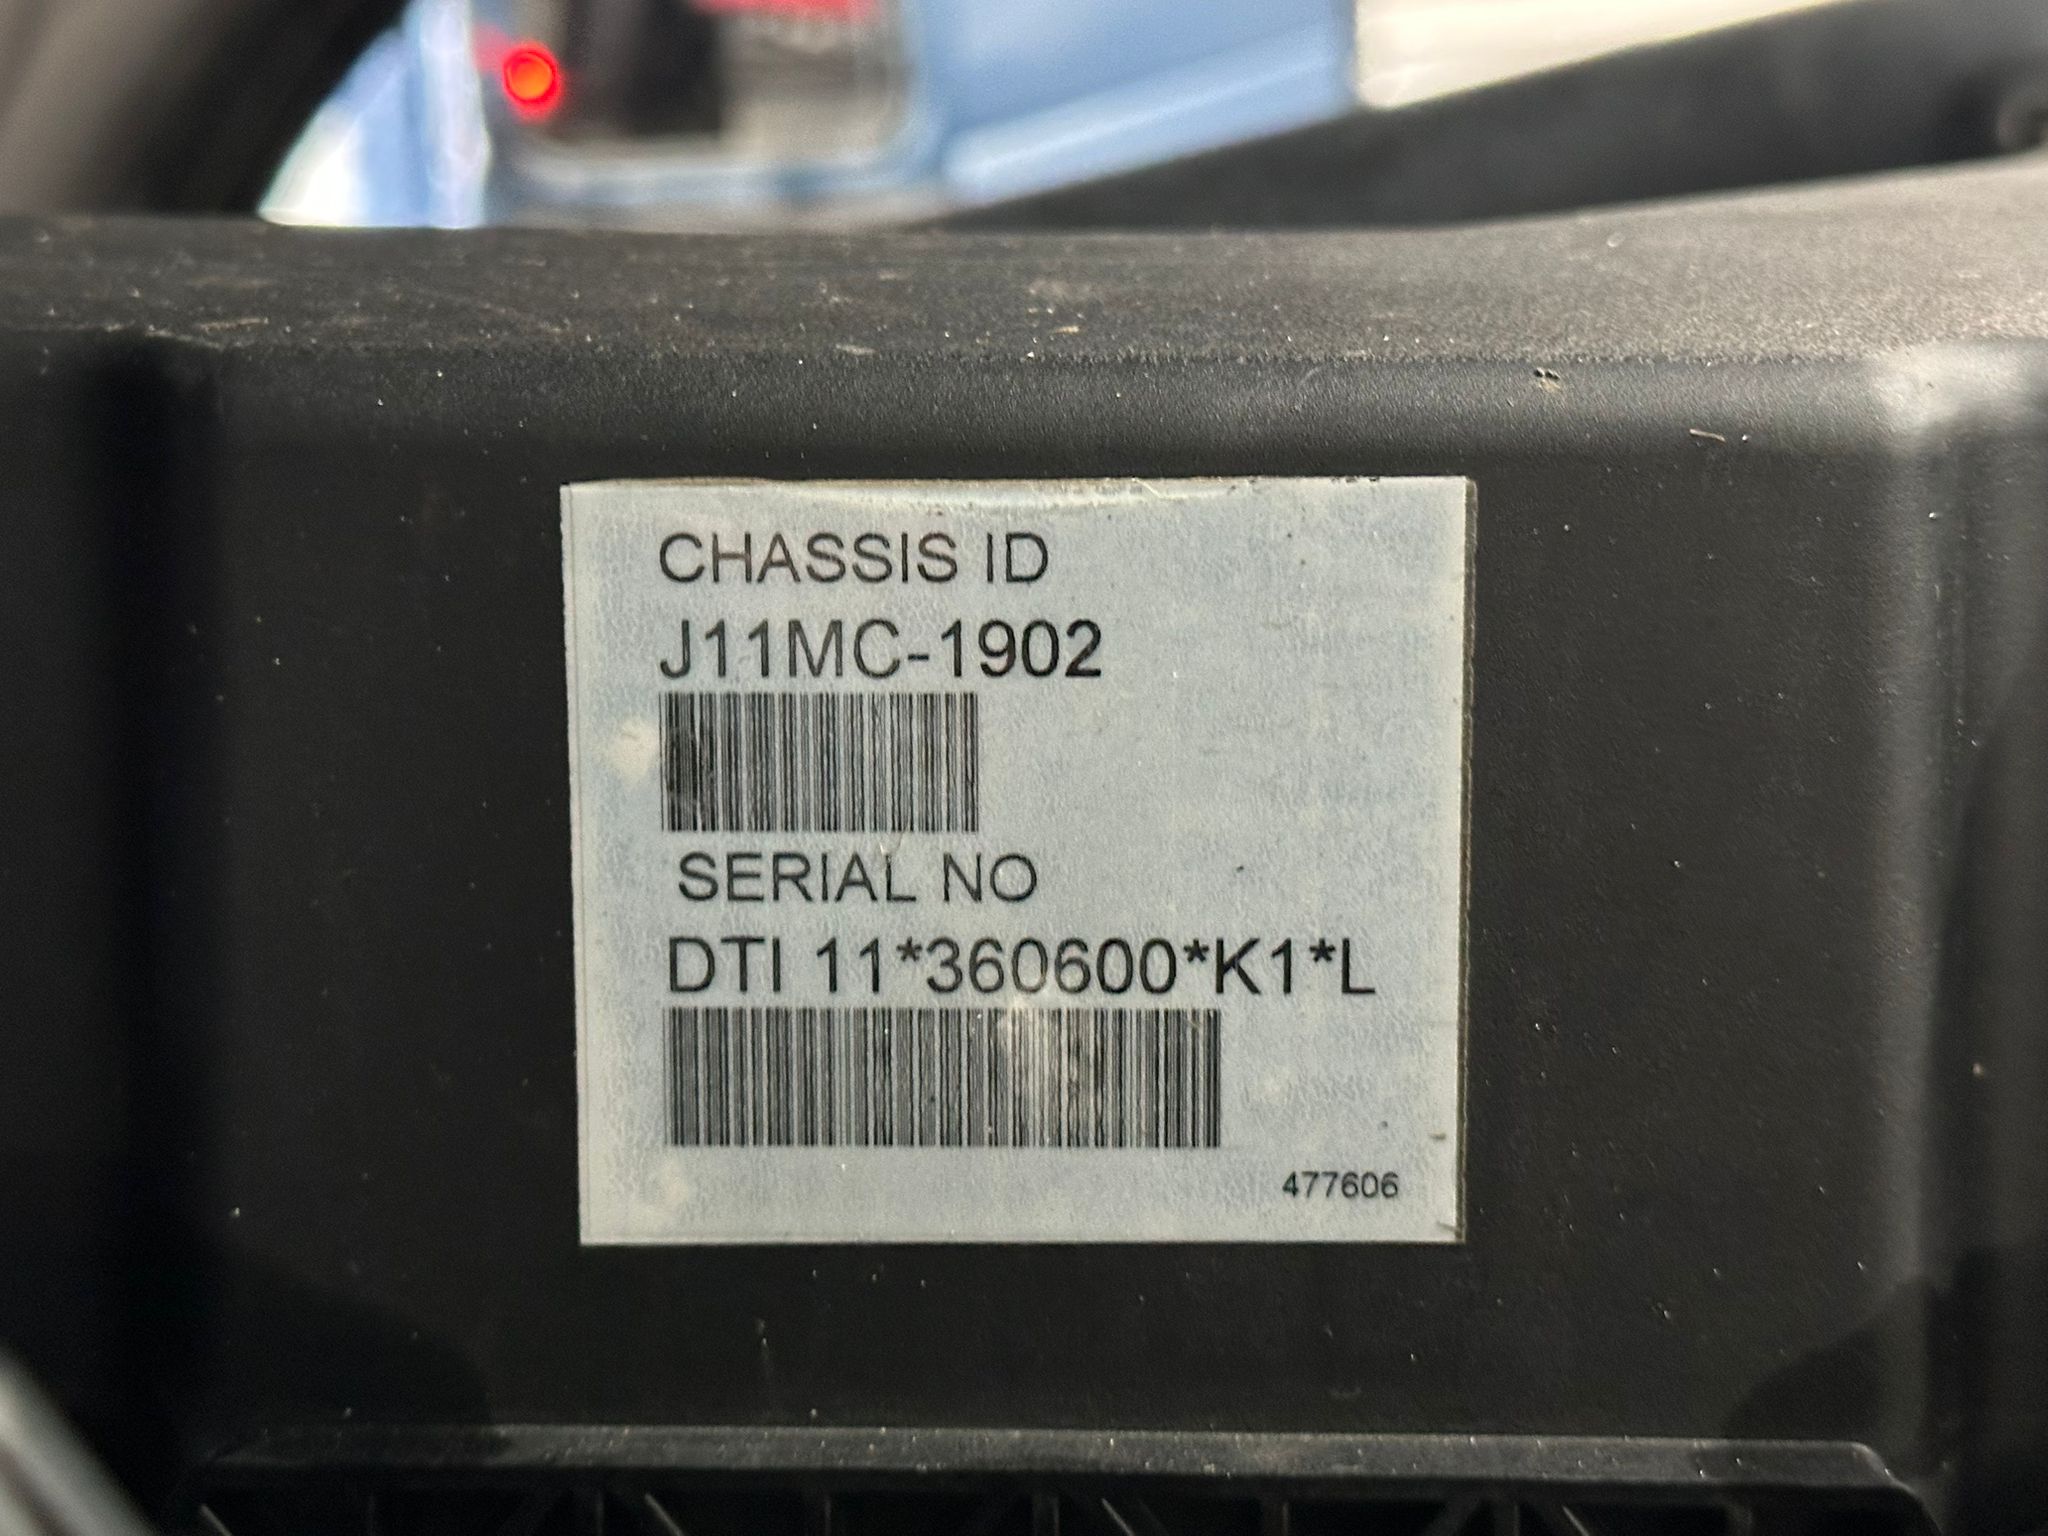 CHASSIS ID
J11MC-1902
SERIAL NO
DTI 11*360600*K1*L
477606